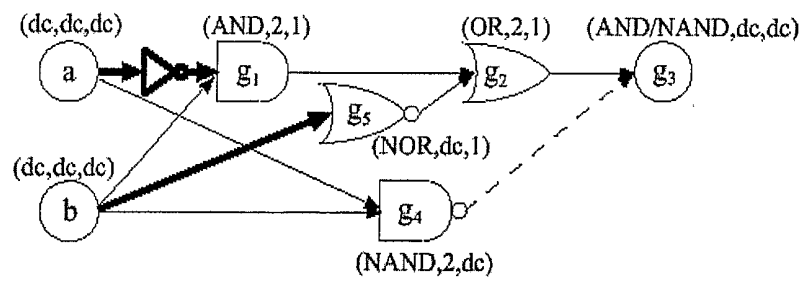 (dc,dc,dc) (AND,2,1) (OR,2,1) (AND/NAND,dc,dc)
a g1 g2 g3
g5
(NOR,dc,1)
(dc,dc,dc)
b g4
(NAND,2,dc)